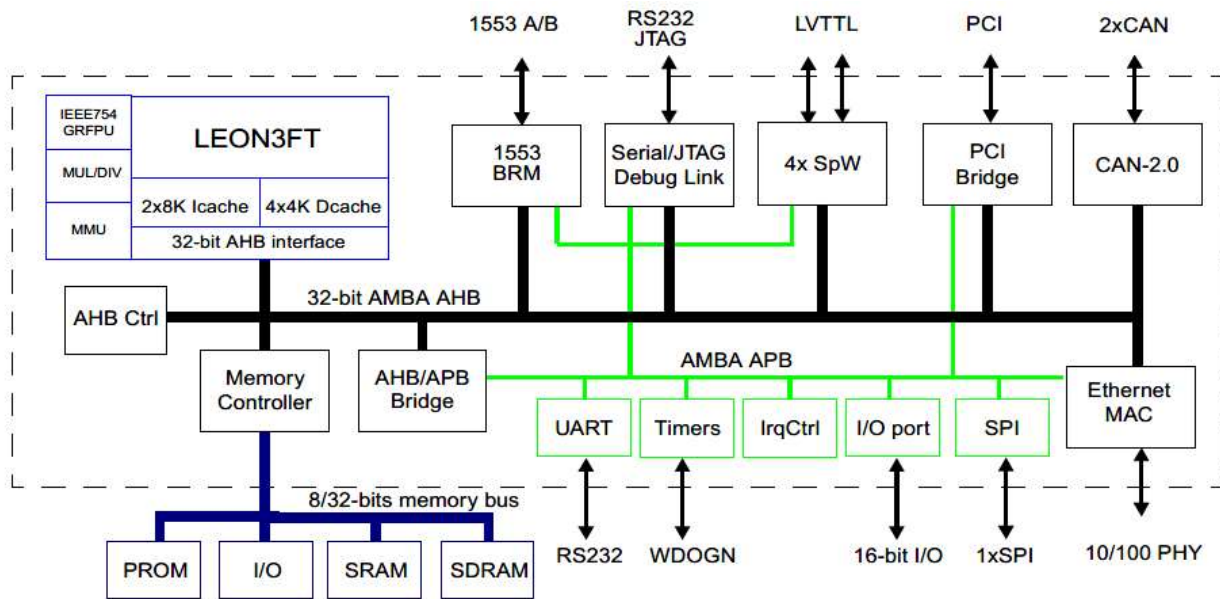 1553 A/B
RS232
JTAG
LVTTL
PCI
2xCAN
IEEE754
GRFPU
LEON3FT
MUL/DIV
2x8K Icache
4x4K Dcache
MMU
32-bit AHB interface
1553
BRM
Serial/JTAG
Debug Link
4x SpW
PCI
Bridge
CAN-2.0
AHB Ctrl
32-bit AMBA AHB
Memory
Controller
AHB/APB
Bridge
AMBA APB
Ethernet
MAC
UART
Timers
IrqCtrl
I/O port
SPI
8/32-bits memory bus
PROM
I/O
SRAM
SDRAM
RS232
WDOGN
16-bit I/O
1xSPI
10/100 PHY